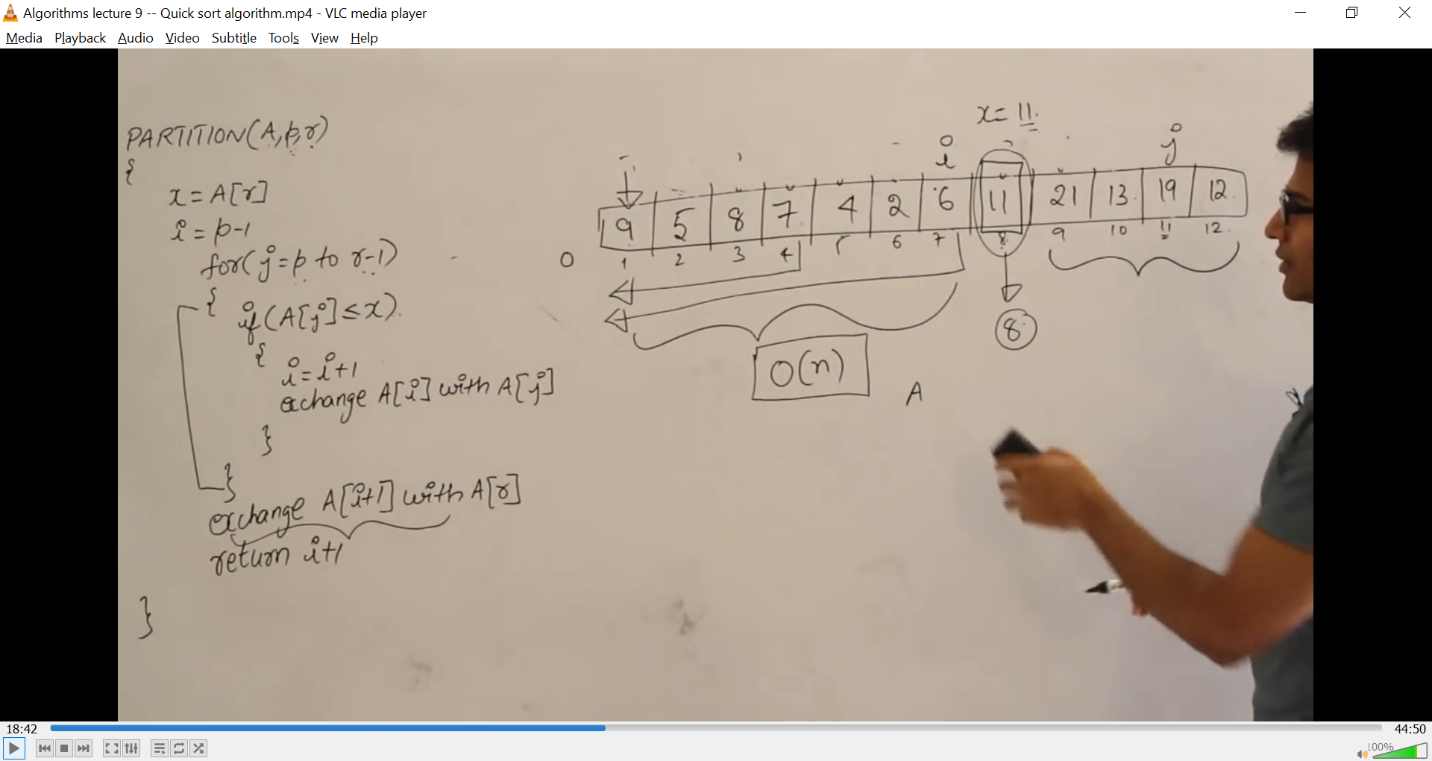 Algorithms lecture 9 -- Quick sort algorithm.mp4 - VLC media player
Media Playback Audio Video Subtitle Tools View Help
PARTITION(A,p,r)
{
x = A[r]
i = p-1
for(j=p to r-1)
{
if(A[j]≤x)
{
i=i+1
exchange A[i] with A[j]
}
}
exchange A[i+1] with A[r]
return i+1
}
x=11
i j
9 5 8 7 4 2 6 11 21 13 19 12
0 1 2 3 4 5 6 7 8 9 10 11 12
8
O(n)
A
18:42 44:50
100%